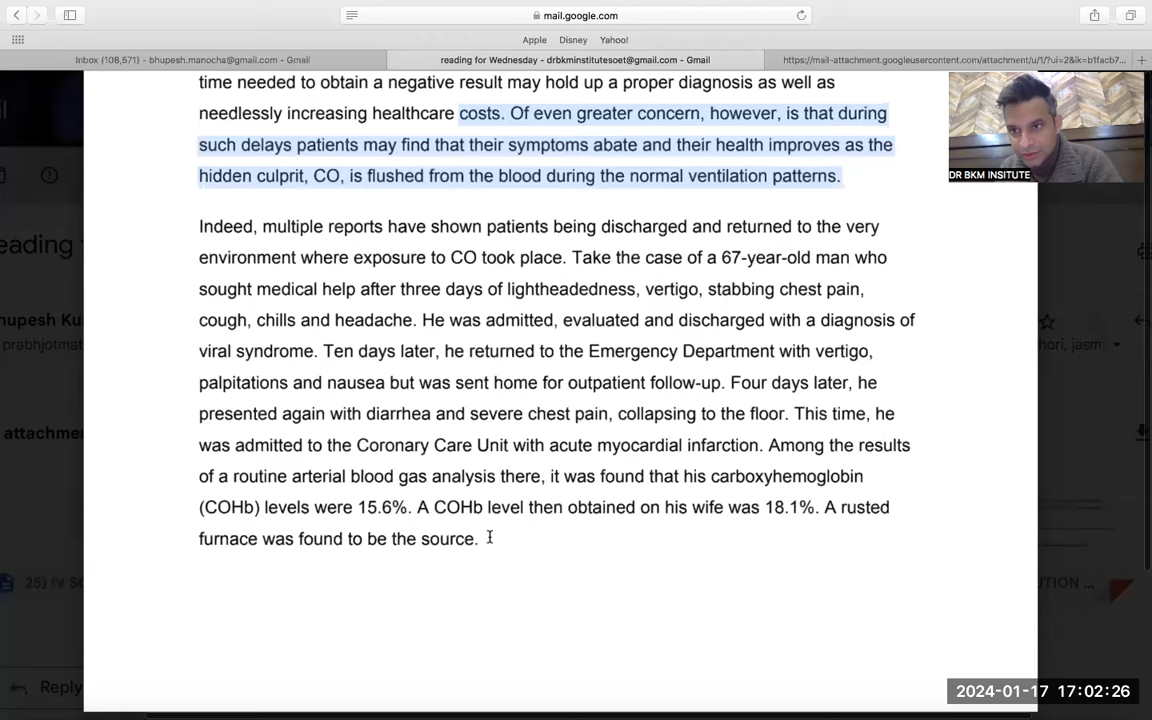 mail.google.com
Apple Disney Yahoo!
Inbox (108,571) - bhupesh.manocha@gmail.com - Gmail
reading for Wednesday - drbkminstitutesoet@gmail.com - Gmail
https://mail-attachment.googleusercontent.com/attachment/u/1/?ui=2&ik=b1facb7...
time needed to obtain a negative result may hold up a proper diagnosis as well as
needlessly increasing healthcare costs. Of even greater concern, however, is that during
such delays patients may find that their symptoms abate and their health improves as the
hidden culprit, CO, is flushed from the blood during the normal ventilation patterns.
DR BKM INSITUTE
Indeed, multiple reports have shown patients being discharged and returned to the very
environment where exposure to CO took place. Take the case of a 67-year-old man who
sought medical help after three days of lightheadedness, vertigo, stabbing chest pain,
cough, chills and headache. He was admitted, evaluated and discharged with a diagnosis of
viral syndrome. Ten days later, he returned to the Emergency Department with vertigo,
palpitations and nausea but was sent home for outpatient follow-up. Four days later, he
presented again with diarrhea and severe chest pain, collapsing to the floor. This time, he
was admitted to the Coronary Care Unit with acute myocardial infarction. Among the results
of a routine arterial blood gas analysis there, it was found that his carboxyhemoglobin
(COHb) levels were 15.6%. A COHb level then obtained on his wife was 18.1%. A rusted
furnace was found to be the source.
eading
hupesh Ku
prabhjotmat
hori, jasm
attachmen
25) IV SO
UTION ...
Reply
2024-01-17 17:02:26